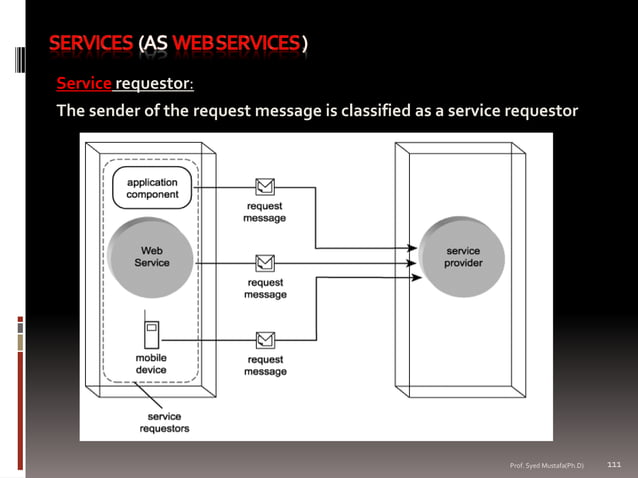 SERVICES (AS WEB SERVICES)
Service requestor:
The sender of the request message is classified as a service requestor
application
component
request
message
Web
Service
request
message
service
provider
mobile
device
request
message
service
requestors
Prof. Syed Mustafa(Ph.D)
111